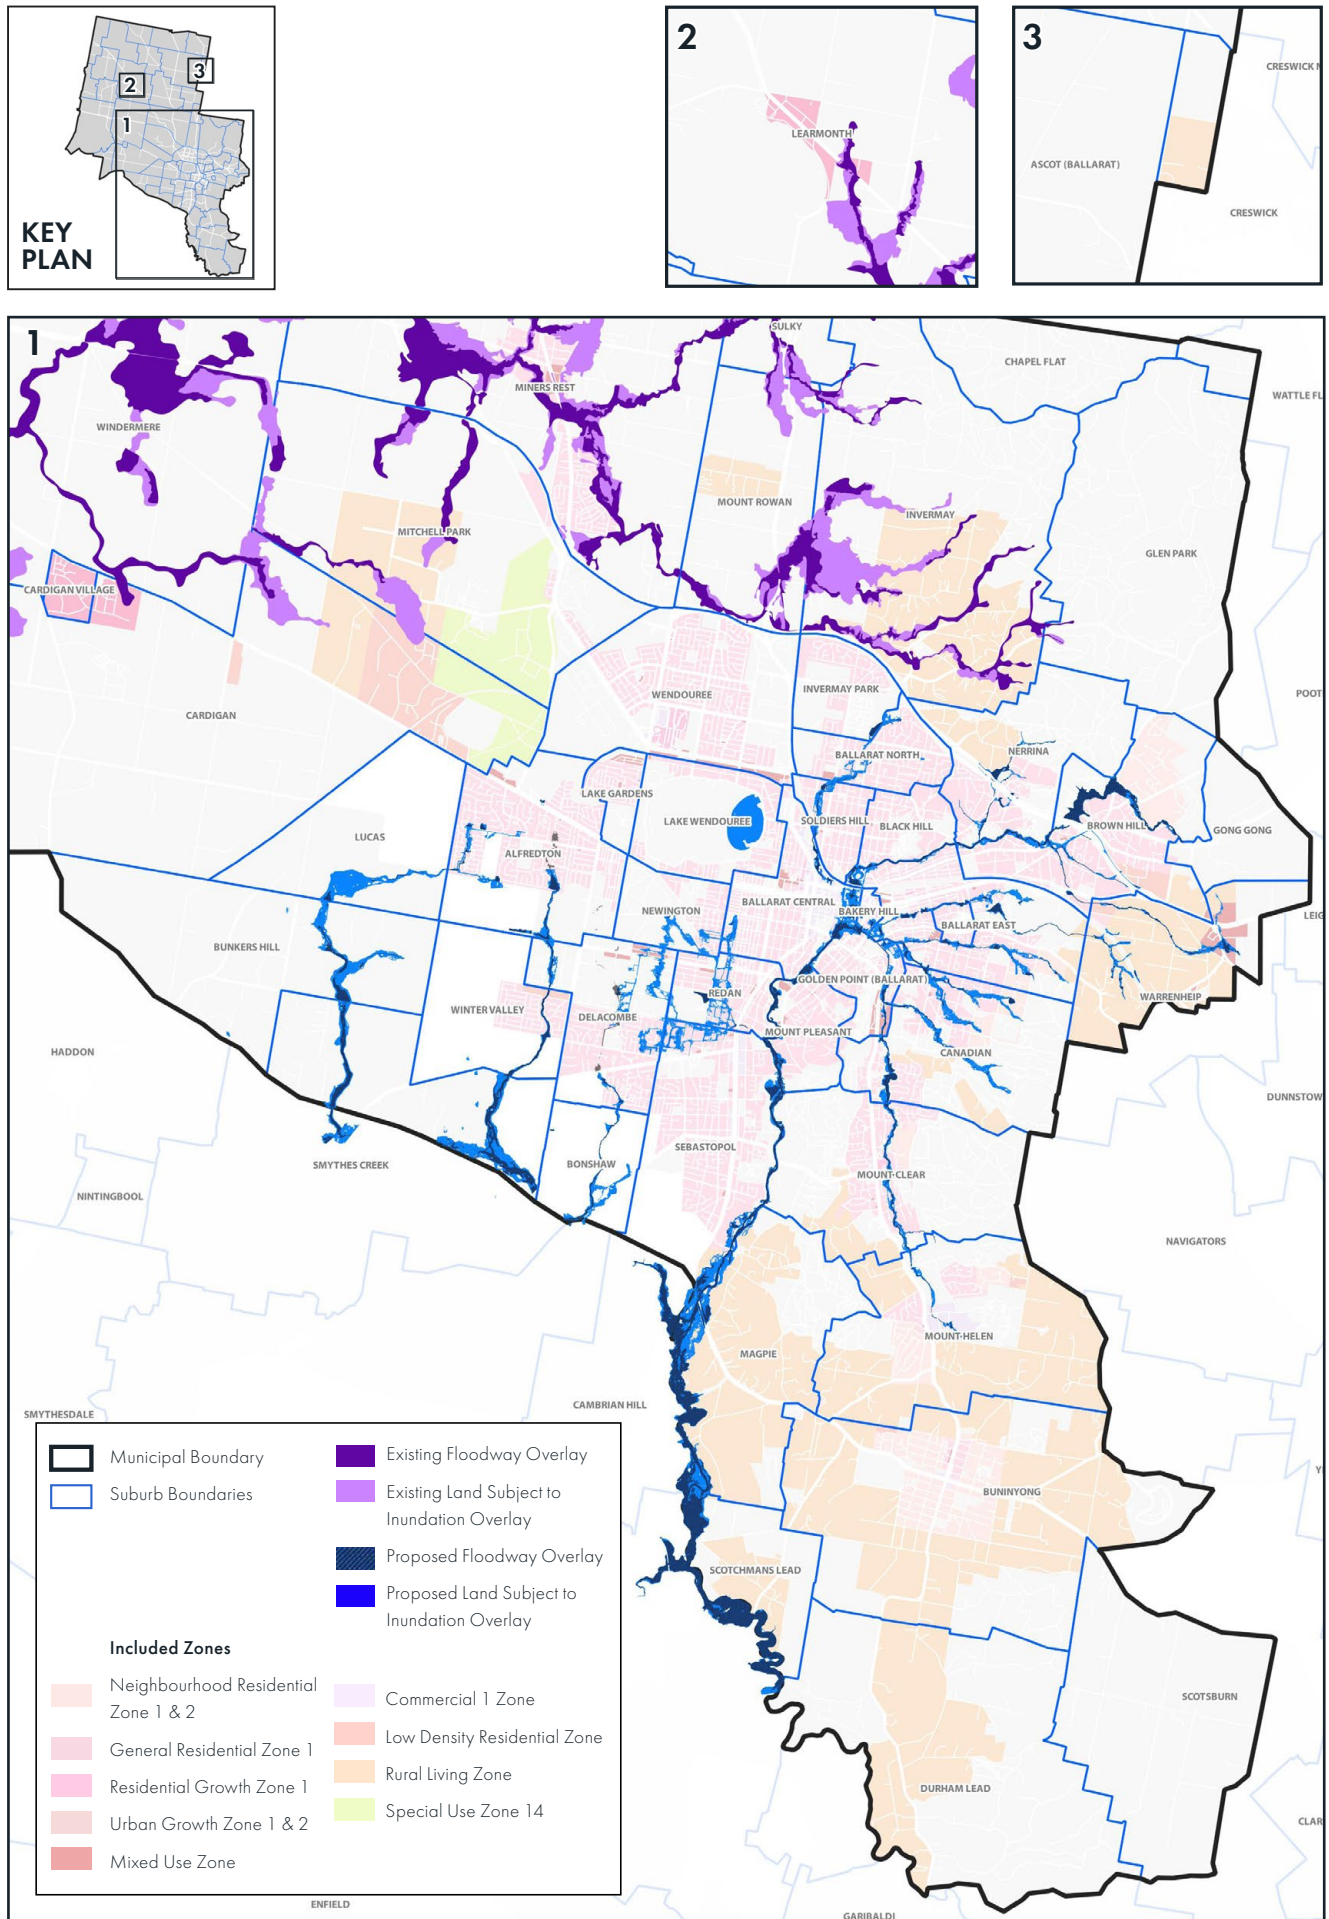 2
3
1
KEY
PLAN
2
LEARMONTH
3
CRESWICK N
ASCOT (BALLARAT)
CRESWICK
1
SULKY
CHAPEL FLAT
MINERS REST
WATTLE FL
WINDERMERE
MOUNT ROWAN
INVERMAY
MITCHELL PARK
GLEN PARK
CARDIGAN VILLAGE
WENDOUREE
INVERMAY PARK
POOT
CARDIGAN
NERRINA
BALLARAT NORTH
LAKE GARDENS
LAKE WENDOUREE
SOLDIERS HILL
BLACK HILL
BROWN HILL
GONG GONG
LUCAS
ALFREDTON
BALLARAT CENTRAL
NEWINGTON
BAKERY HILL
LEIG
BALLARAT EAST
BUNKERS HILL
GOLDEN POINT (BALLARAT)
REDAN
WARRENHEIP
WINTER VALLEY
DELACOMBE
MOUNT PLEASANT
HADDON
CANADIAN
DUNNSTOW
SEBASTOPOL
SMYTHES CREEK
BONSHAW
MOUNT CLEAR
NINTINGBOOL
NAVIGATORS
MOUNT HELEN
MAGPIE
CAMBRIAN HILL
SMYTHESDALE
BUNINYONG
SCOTCHMANS LEAD
SCOTSBURN
DURHAM LEAD
CLAR
ENFIELD
GARIBALDI
Municipal Boundary
Suburb Boundaries
Existing Floodway Overlay
Existing Land Subject to
Inundation Overlay
Proposed Floodway Overlay
Proposed Land Subject to
Inundation Overlay
Included Zones
Neighbourhood Residential
Zone 1 & 2
General Residential Zone 1
Residential Growth Zone 1
Urban Growth Zone 1 & 2
Mixed Use Zone
Commercial 1 Zone
Low Density Residential Zone
Rural Living Zone
Special Use Zone 14